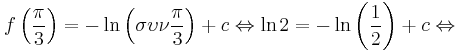 f(π/3) = − ln(συν π/3) + c ⇔ ln 2 = − ln(1/2) + c ⇔